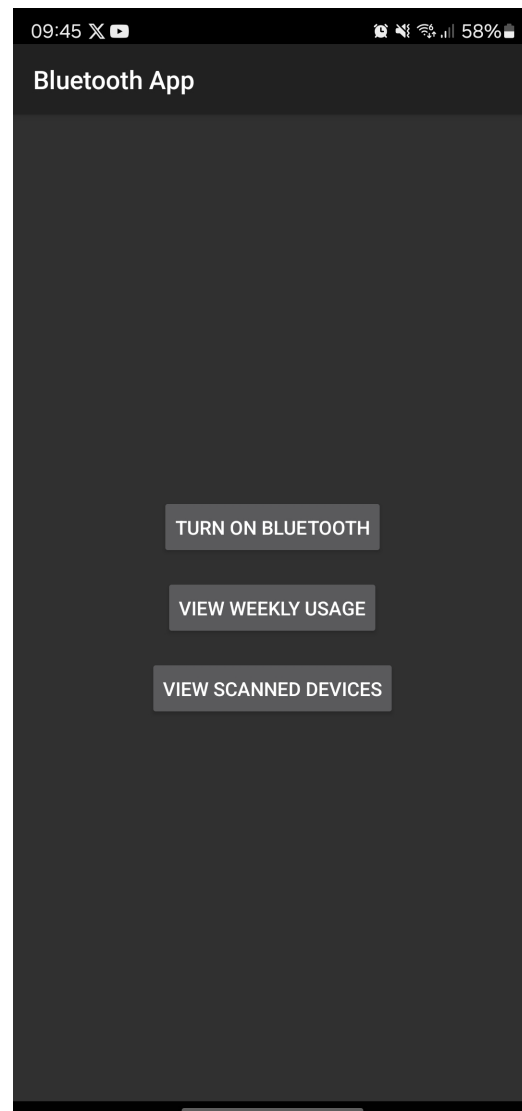 09:45
58%
Bluetooth App
TURN ON BLUETOOTH
VIEW WEEKLY USAGE
VIEW SCANNED DEVICES